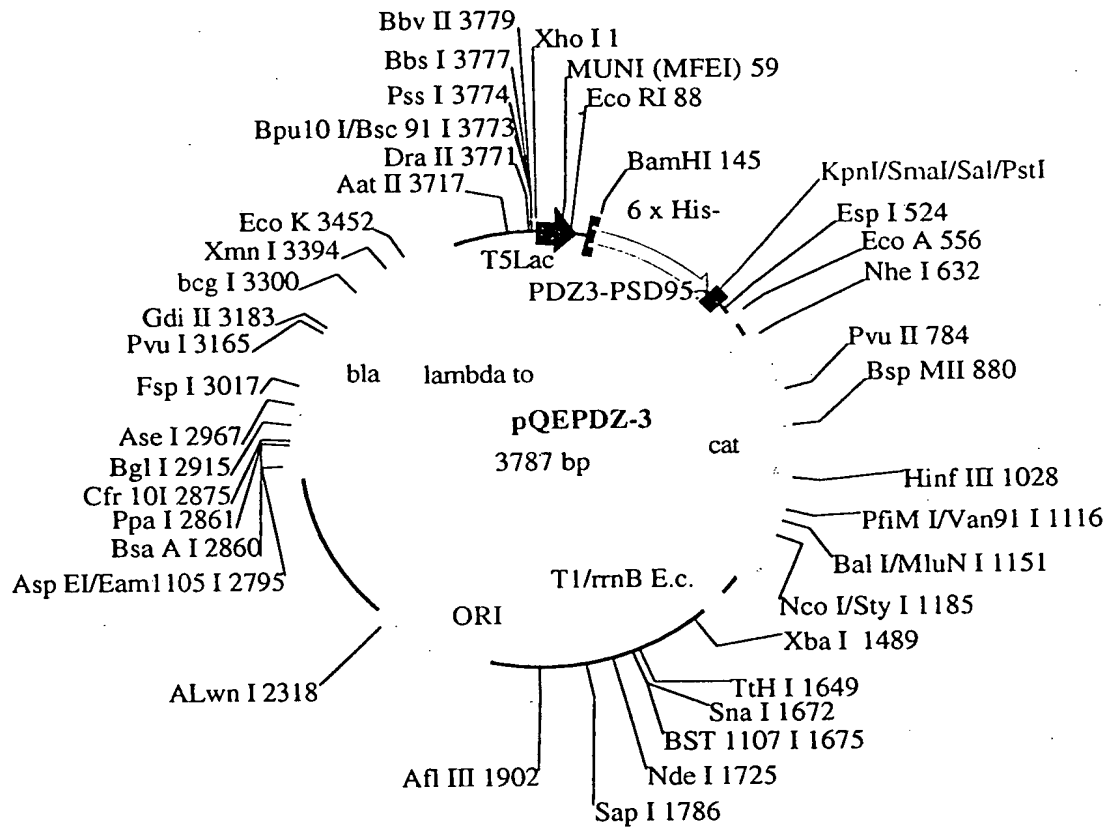 Bbv II 3779
Xho I 1
Bbs I 3777
MUNI (MFEI) 59
Pss I 3774
Eco RI 88
Bpu10 I/Bsc 91 I 3773
Dra II 3771
BamHI 145
KpnI/SmaI/SaI/PstI
Aat II 3717
6 x His-
Esp I 524
Eco K 3452
Eco A 556
Xmn I 3394
T5Lac
Nhe I 632
bcg I 3300
PDZ3-PSD95
Gdi II 3183
Pvu II 784
Pvu I 3165
bla
lambda to
Bsp MII 880
Fsp I 3017
pQEPDZ-3
Ase I 2967
cat
3787 bp
Bgl I 2915
Hinf III 1028
Cfr 10I 2875
Ppa I 2861
PfiM I/Van91 I 1116
Bsa A I 2860
Bal I/MluN I 1151
Asp EI/Eam1105 I 2795
T1/rrnB E.c.
Nco I/Sty I 1185
ORI
Xba I 1489
ALwn I 2318
TtH I 1649
Sna I 1672
BST 1107 I 1675
Afl III 1902
Nde I 1725
Sap I 1786